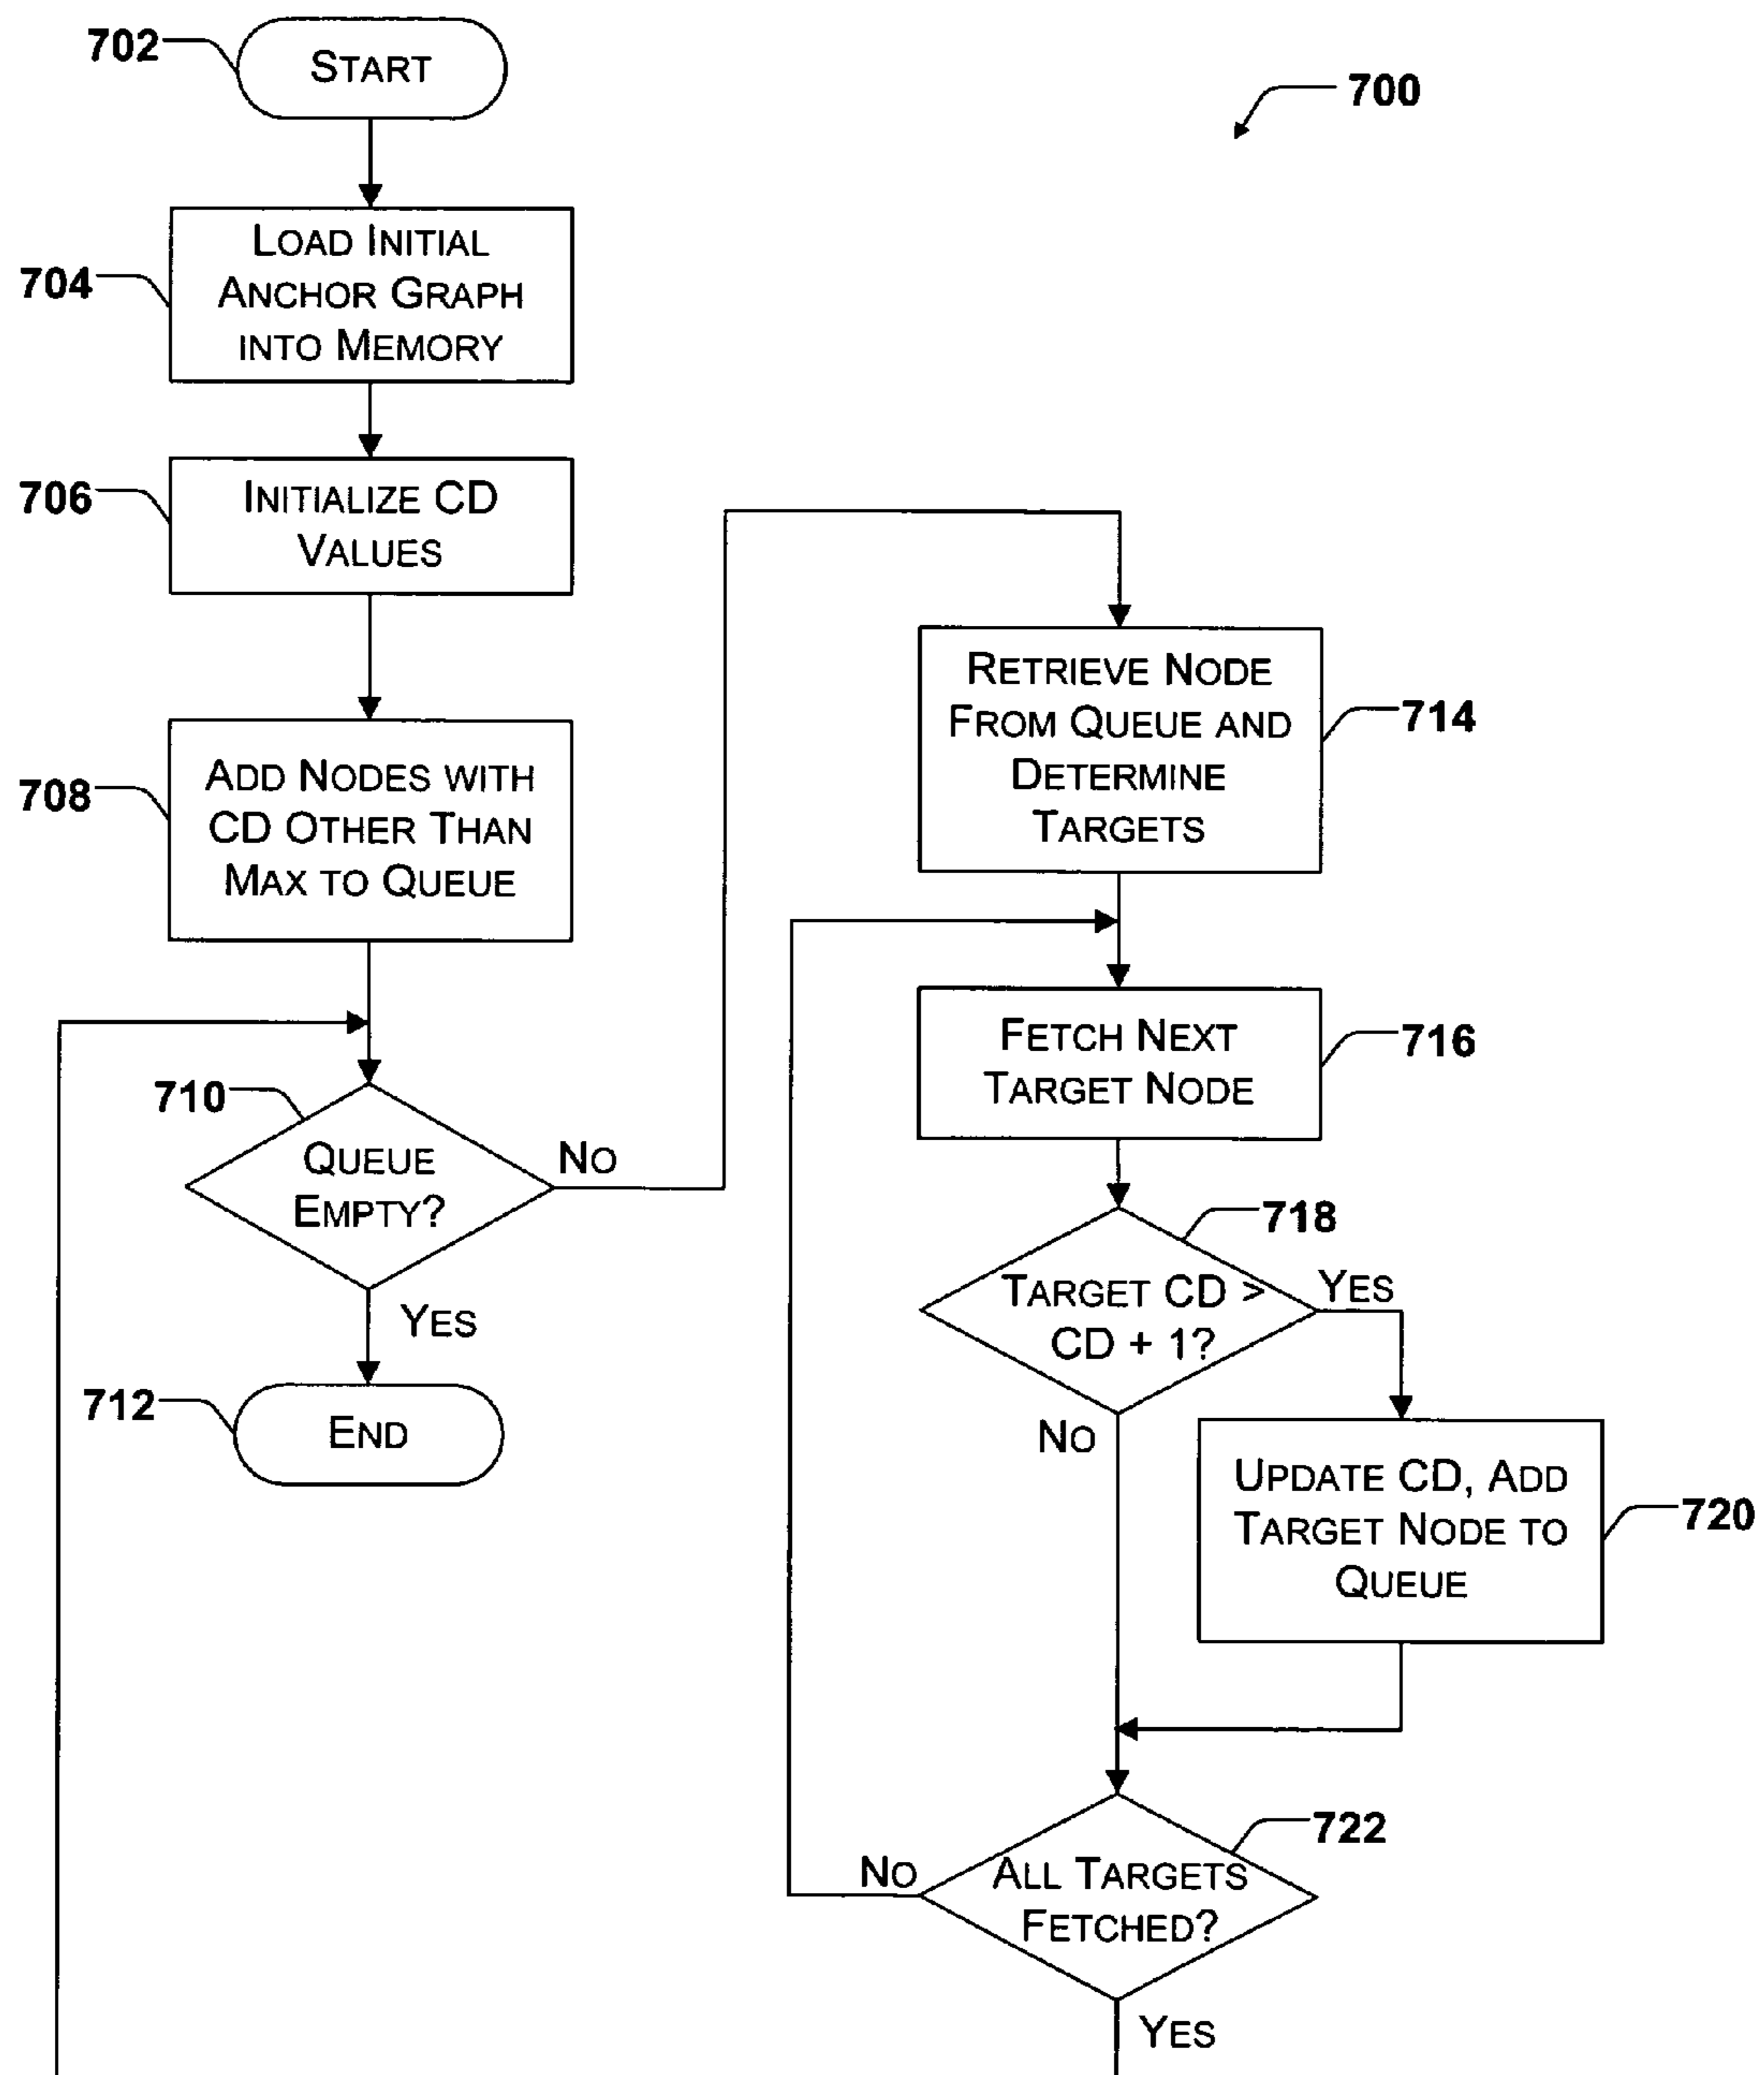 702
START
700
704
LOAD INITIAL
ANCHOR GRAPH
INTO MEMORY
706
INITIALIZE CD
VALUES
708
ADD NODES WITH
CD OTHER THAN
MAX TO QUEUE
710
QUEUE
EMPTY?
NO
YES
712
END
RETRIEVE NODE
FROM QUEUE AND
DETERMINE
TARGETS
714
FETCH NEXT
TARGET NODE
716
718
TARGET CD >
CD + 1?
YES
NO
UPDATE CD, ADD
TARGET NODE TO
QUEUE
720
722
ALL TARGETS
FETCHED?
NO
YES